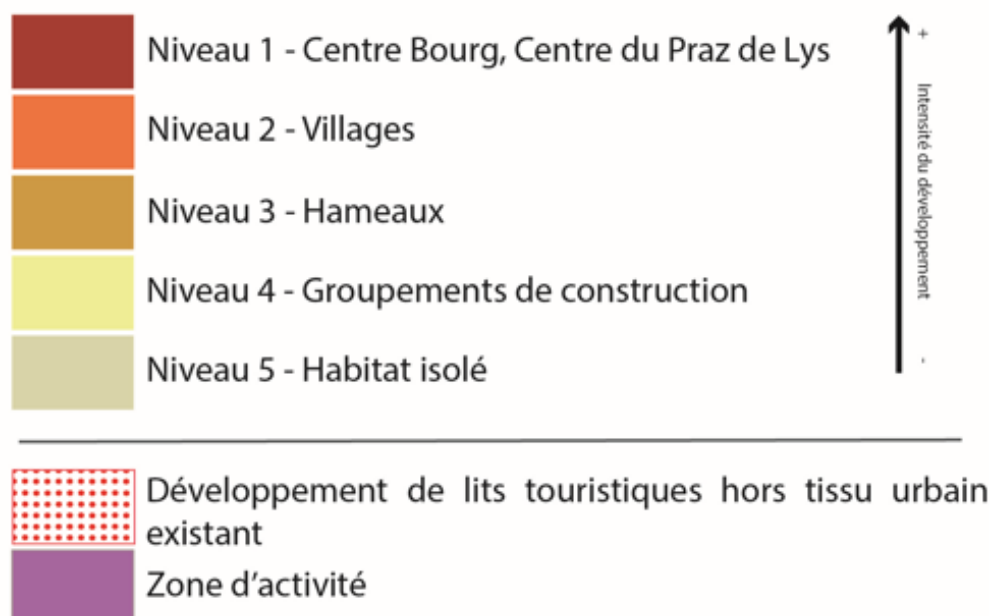 Niveau 1 - Centre Bourg, Centre du Praz de Lys
Niveau 2 - Villages
Niveau 3 - Hameaux
Niveau 4 - Groupements de construction
Niveau 5 - Habitat isolé
+
Intensité du développement
-
Développement de lits touristiques hors tissu urbain
existant
Zone d'activité